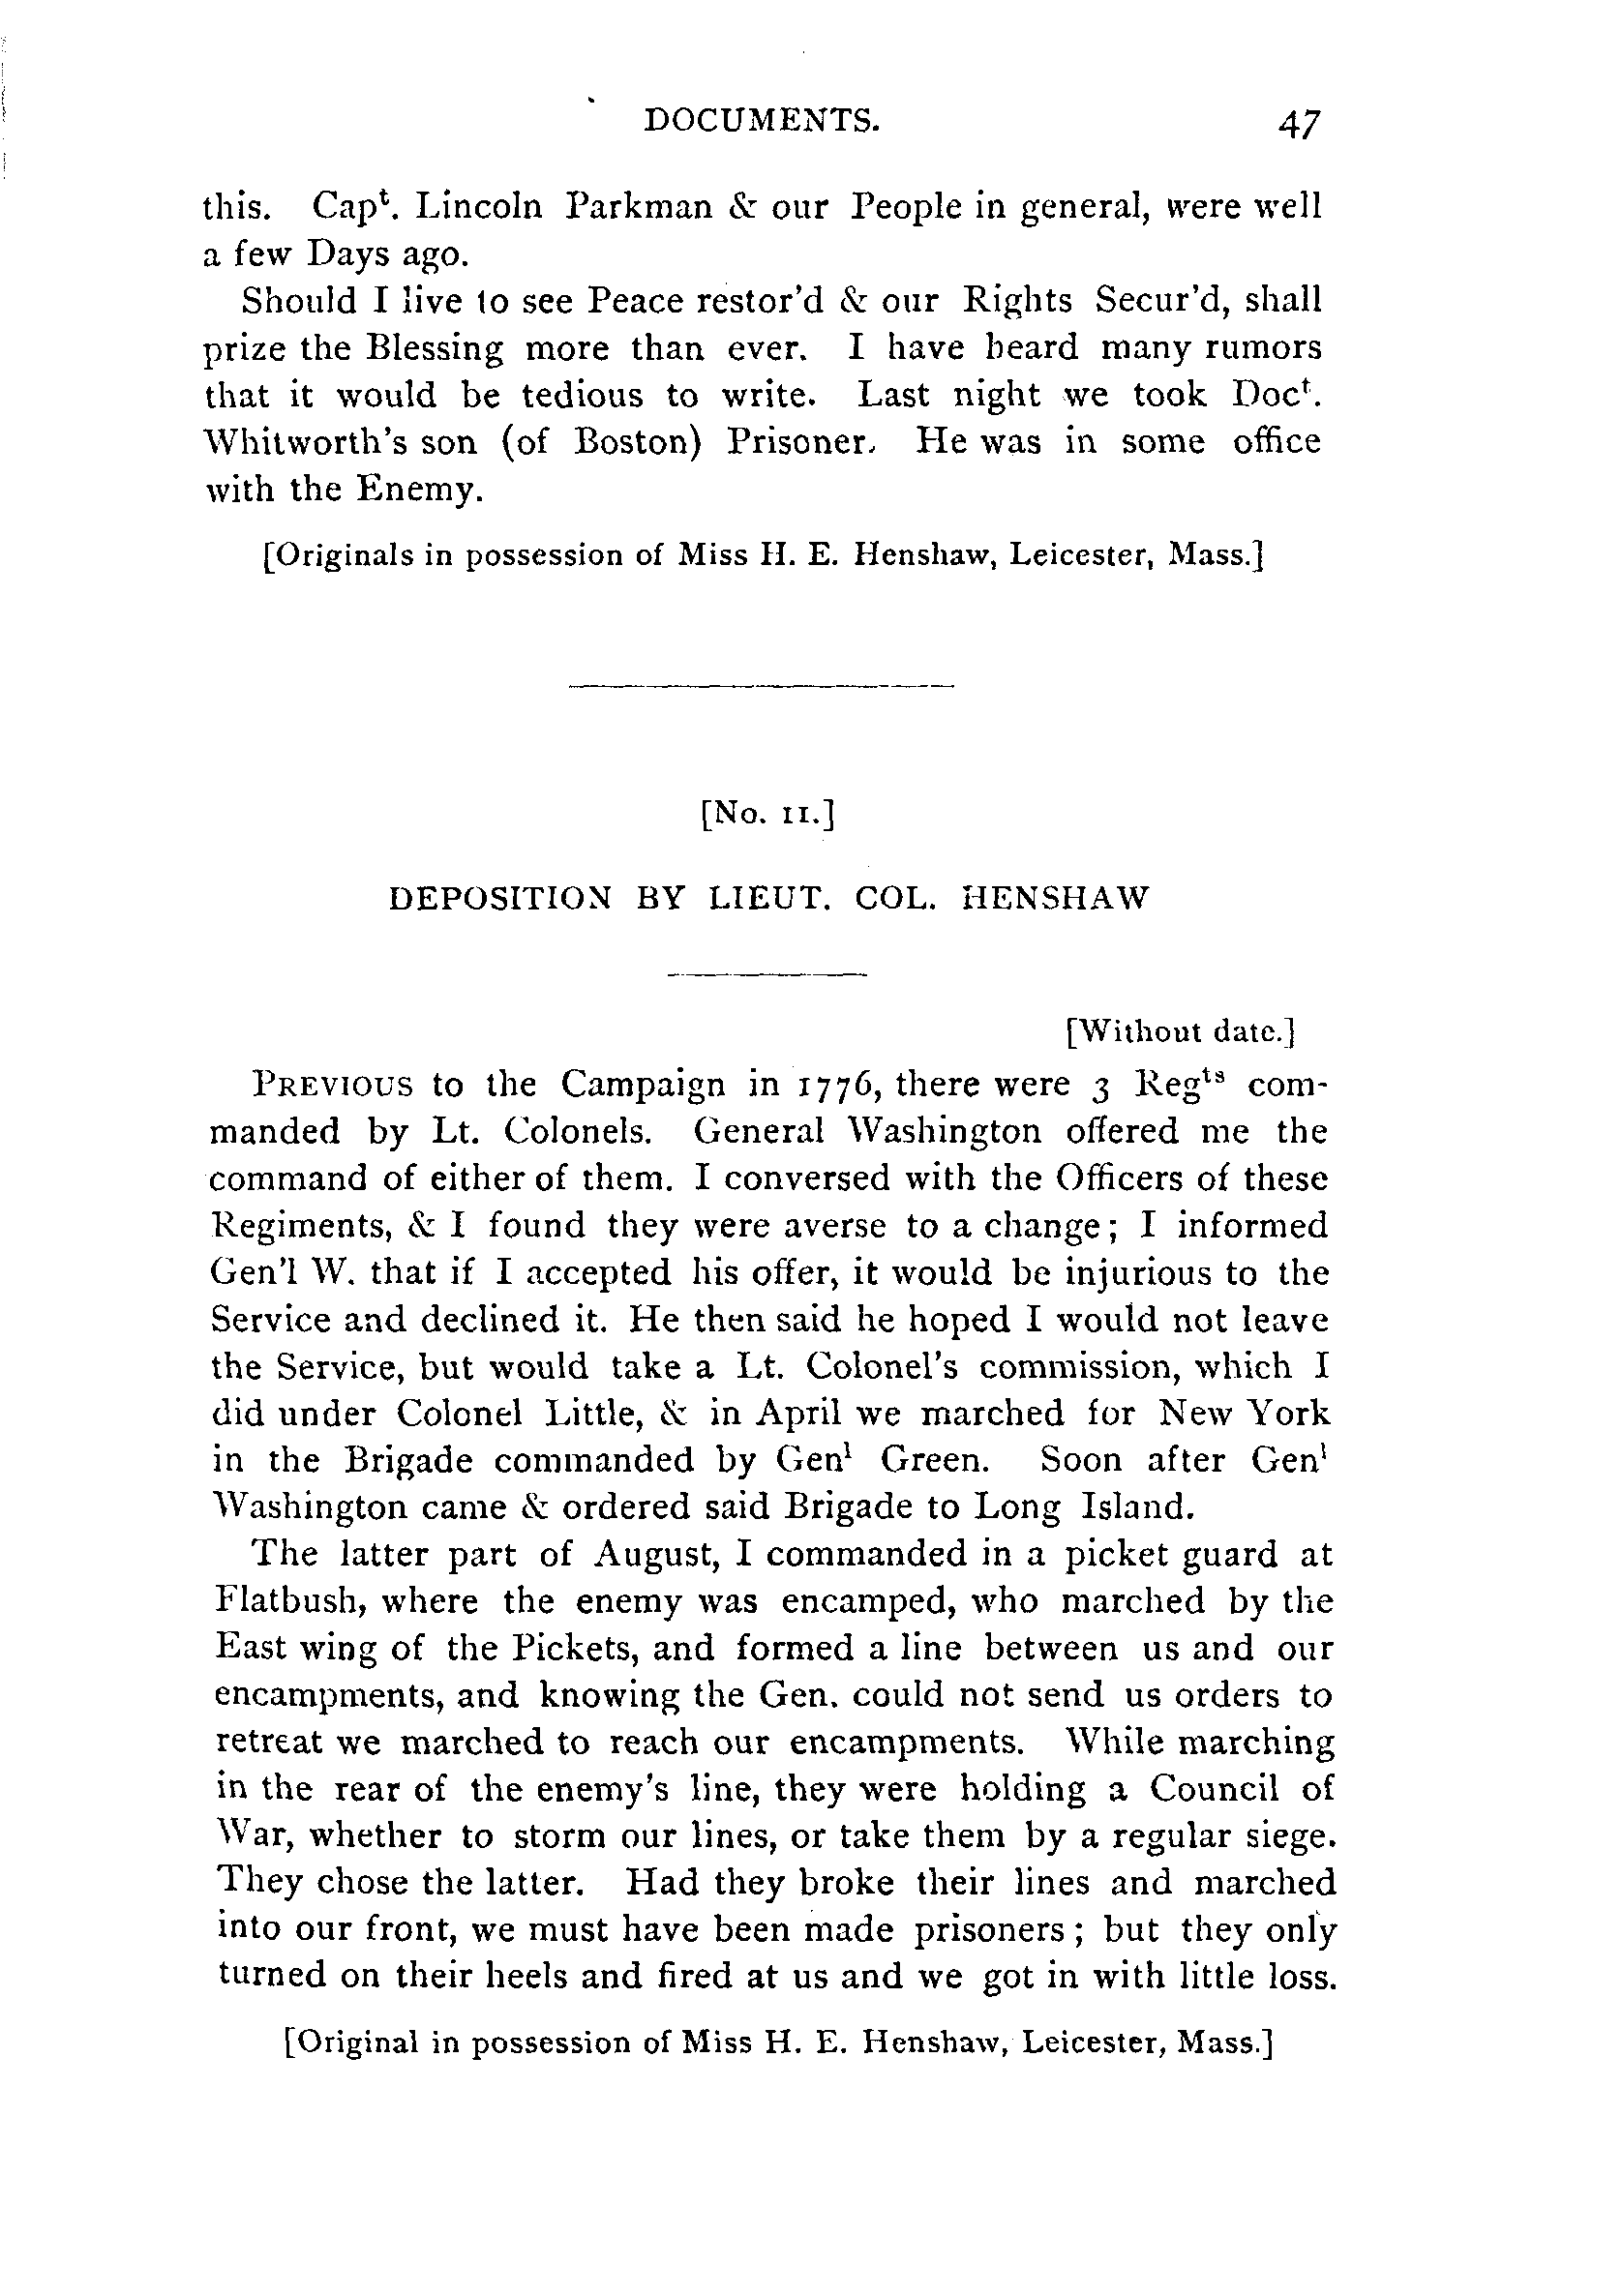 DOCUMENTS. 47
this. Capᵗ. Lincoln Parkman & our People in general, were well
a few Days ago.
Should I live to see Peace restor'd & our Rights Secur'd, shall
prize the Blessing more than ever. I have heard many rumors
that it would be tedious to write. Last night we took Docᵗ.
Whitworth's son (of Boston) Prisoner. He was in some office
with the Enemy.
[Originals in possession of Miss H. E. Henshaw, Leicester, Mass.]
[No. 11.]
DEPOSITION BY LIEUT. COL. HENSHAW
[Without date.]
PREVIOUS to the Campaign in 1776, there were 3 Regᵗˢ com-
manded by Lt. Colonels. General Washington offered me the
command of either of them. I conversed with the Officers of these
Regiments, & I found they were averse to a change; I informed
Gen'l W. that if I accepted his offer, it would be injurious to the
Service and declined it. He then said he hoped I would not leave
the Service, but would take a Lt. Colonel's commission, which I
did under Colonel Little, & in April we marched for New York
in the Brigade commanded by Genˡ Green. Soon after Genˡ
Washington came & ordered said Brigade to Long Island.
The latter part of August, I commanded in a picket guard at
Flatbush, where the enemy was encamped, who marched by the
East wing of the Pickets, and formed a line between us and our
encampments, and knowing the Gen. could not send us orders to
retreat we marched to reach our encampments. While marching
in the rear of the enemy's line, they were holding a Council of
War, whether to storm our lines, or take them by a regular siege.
They chose the latter. Had they broke their lines and marched
into our front, we must have been made prisoners; but they only
turned on their heels and fired at us and we got in with little loss.
[Original in possession of Miss H. E. Henshaw, Leicester, Mass.]